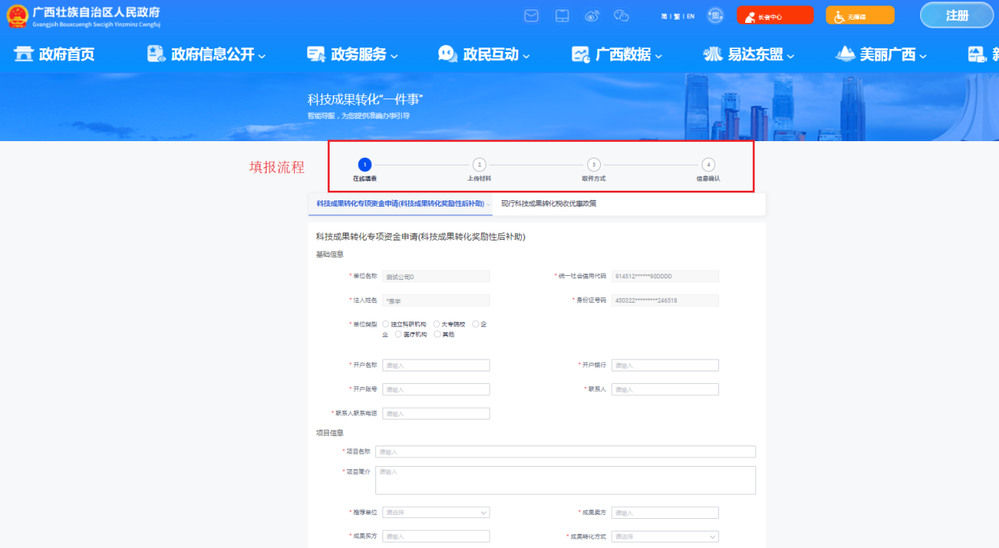 广西壮族自治区人民政府
Gvangjsih Bouxcuengh Swcigih Yinzminz Cwngfuj
简 | 繁 | EN
长者中心
无障碍
注册
政府首页
政府信息公开
政务服务
政民互动
广西数据
易达东盟
美丽广西
科技成果转化“一件事”
智能导服，为您提供准确办事引导
填报流程
1
2
3
4
在线填表
上传材料
取件方式
信息确认
科技成果转化专项资金申请(科技成果转化奖励性后补助)
现行科技成果转化税收优惠政策
科技成果转化专项资金申请(科技成果转化奖励性后补助)
基础信息
* 单位名称 测试公司D
* 统一社会信用代码 914512******90DDDD
* 法人姓名 *思宇
* 身份证号码 450322*********246518
* 单位类型 独立科研机构 大专院校 企
业 医疗机构 其他
* 开户名称 请输入
* 开户银行 请输入
* 开户账号 请输入
* 联系人 请输入
* 联系人联系电话 请输入
项目信息
* 项目名称 请输入
* 项目简介 请输入
* 推荐单位 请选择
* 成果卖方 请输入
* 成果买方 请输入
* 成果转化方式 请选择